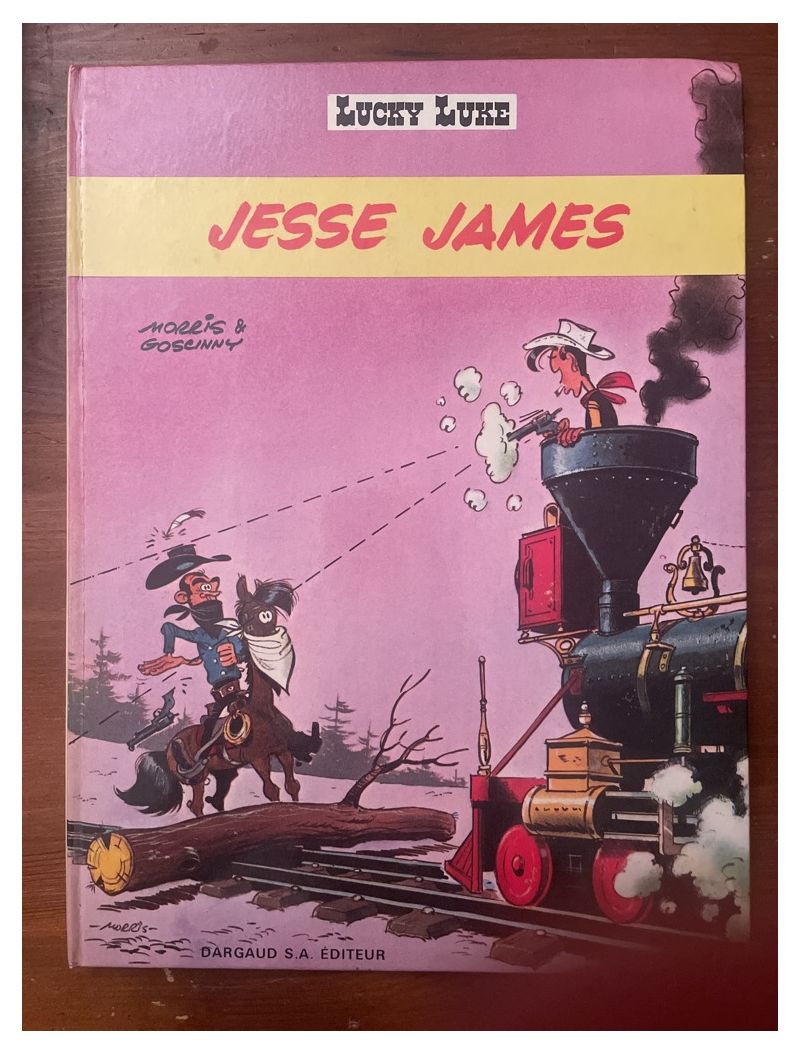 LUCKY LUKE
JESSE JAMES
MORRIS &
GOSCINNY
-MORRIS-
DARGAUD S.A. ÉDITEUR